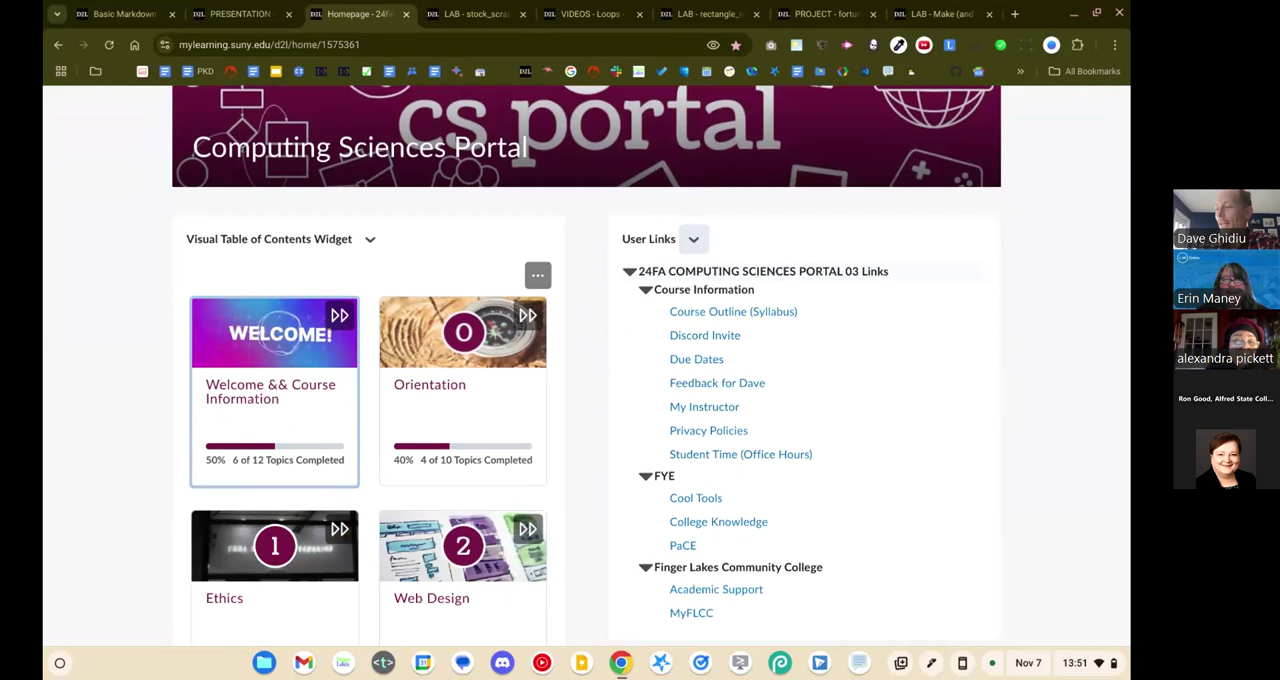 Basic Markdown
PRESENTATION -
Homepage - 24F
LAB - stock_scra
VIDEOS - Loops -
LAB - rectangle_
PROJECT - fortu
LAB - Make (and
mylearning.suny.edu/d2l/home/1575361
PKD
D2L
All Bookmarks
cs portal
Computing Sciences Portal
Visual Table of Contents Widget
WELCOME!
Welcome && Course
Information
50% 6 of 12 Topics Completed
0
Orientation
40% 4 of 10 Topics Completed
1
Ethics
2
Web Design
User Links
24FA COMPUTING SCIENCES PORTAL 03 Links
Course Information
Course Outline (Syllabus)
Discord Invite
Due Dates
Feedback for Dave
My Instructor
Privacy Policies
Student Time (Office Hours)
FYE
Cool Tools
College Knowledge
PaCE
Finger Lakes Community College
Academic Support
MyFLCC
Dave Ghidiu
Erin Maney
alexandra pickett
Ron Good, Alfred State Coll...
Nov 7
13:51